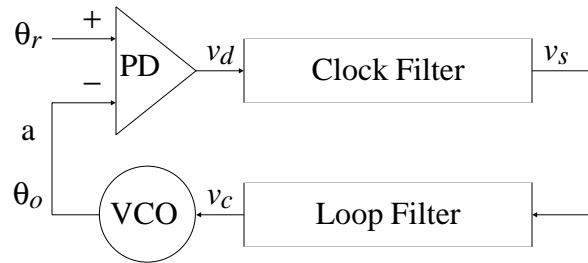 θr
+
PD
−
vd
Clock Filter
vs
a
θo
VCO
vc
Loop Filter